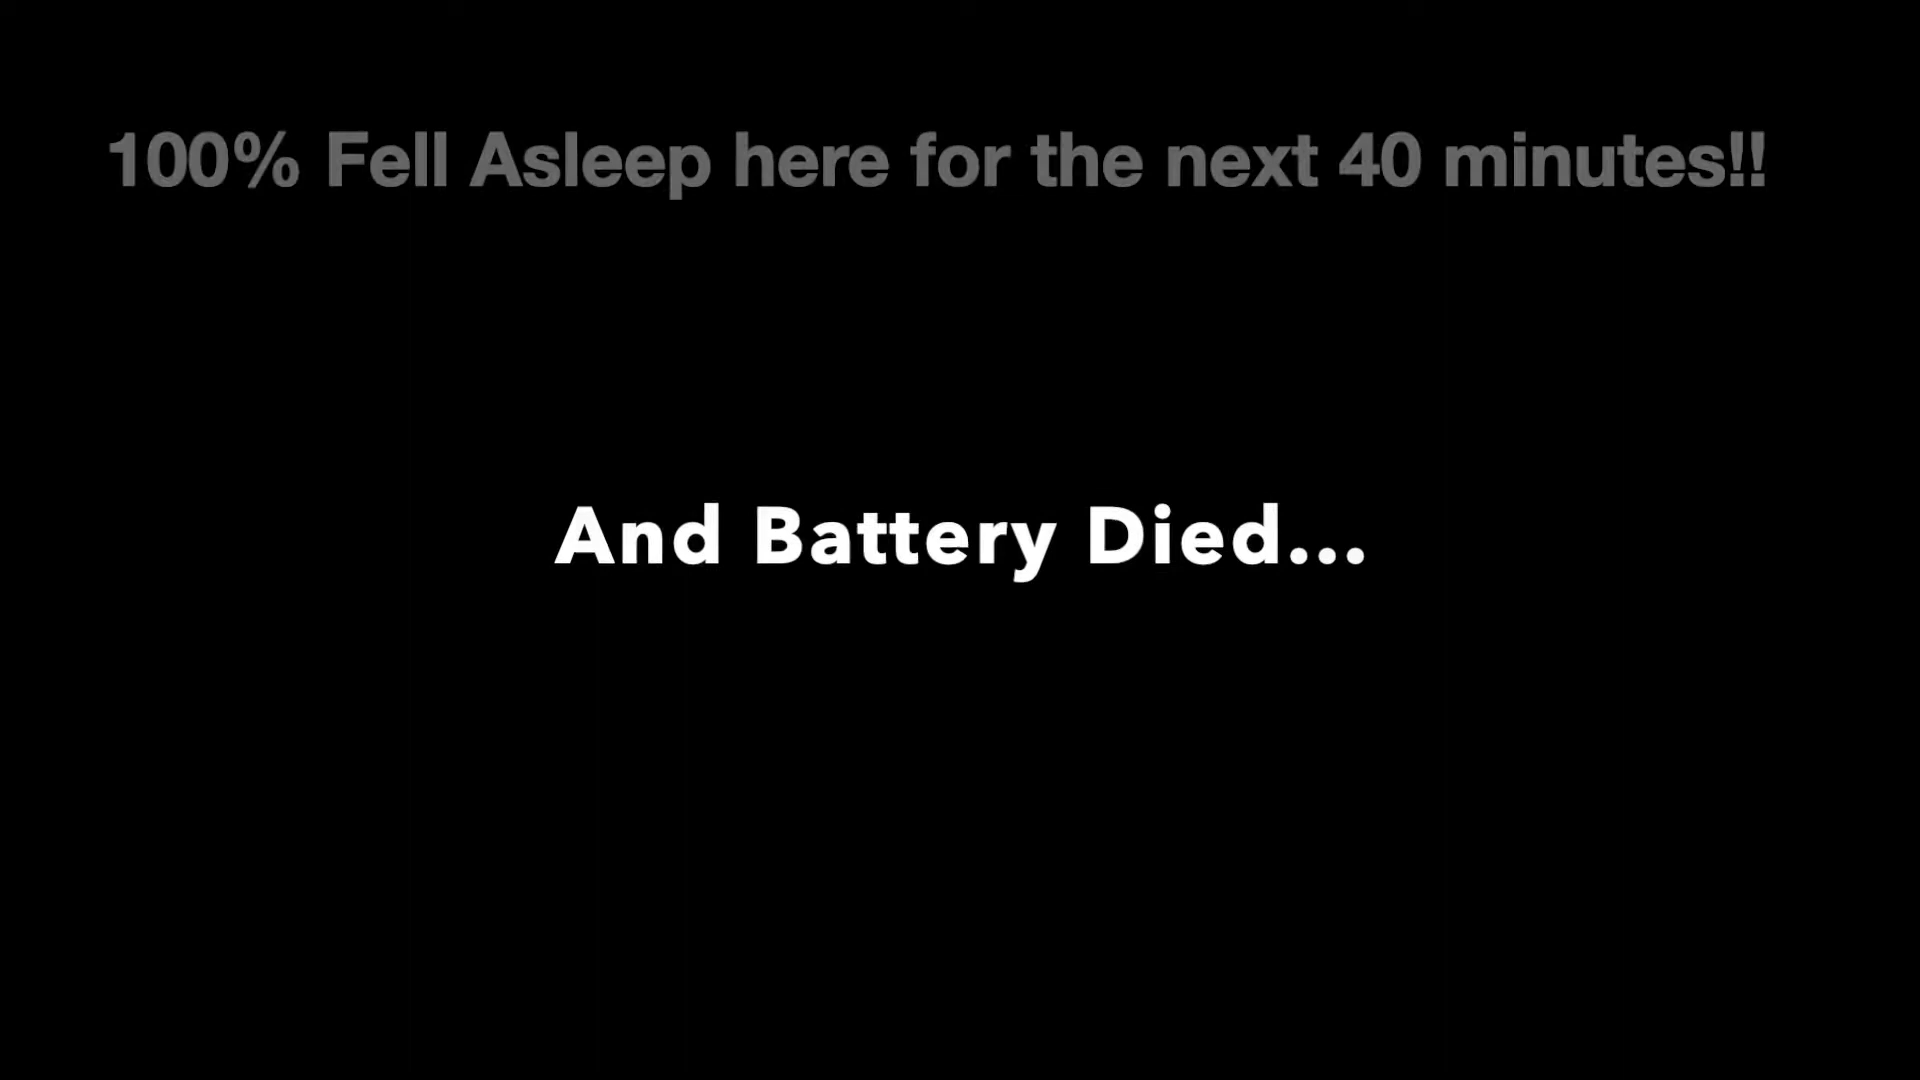 100% Fell Asleep here for the next 40 minutes!!
And Battery Died...